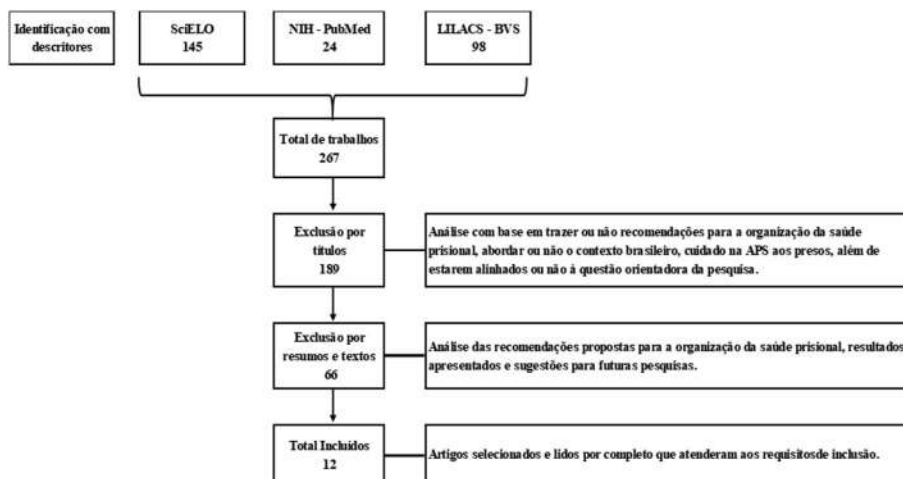 Identificação com
descritores
SciELO
145
NIH - PubMed
24
LILACS - BVS
98
Total de trabalhos
267
Exclusão por
títulos
189
Análise com base em trazer ou não recomendações para a organização da saúde
prisional, abordar ou não o contexto brasileiro, cuidado na APS aos presos, além de
estarem alinhados ou não à questão orientadora da pesquisa.
Exclusão por
resumos e textos
66
Análise das recomendações propostas para a organização da saúde prisional, resultados
apresentados e sugestões para futuras pesquisas.
Total Incluídos
12
Artigos selecionados e lidos por completo que atenderam aos requisitosde inclusão.